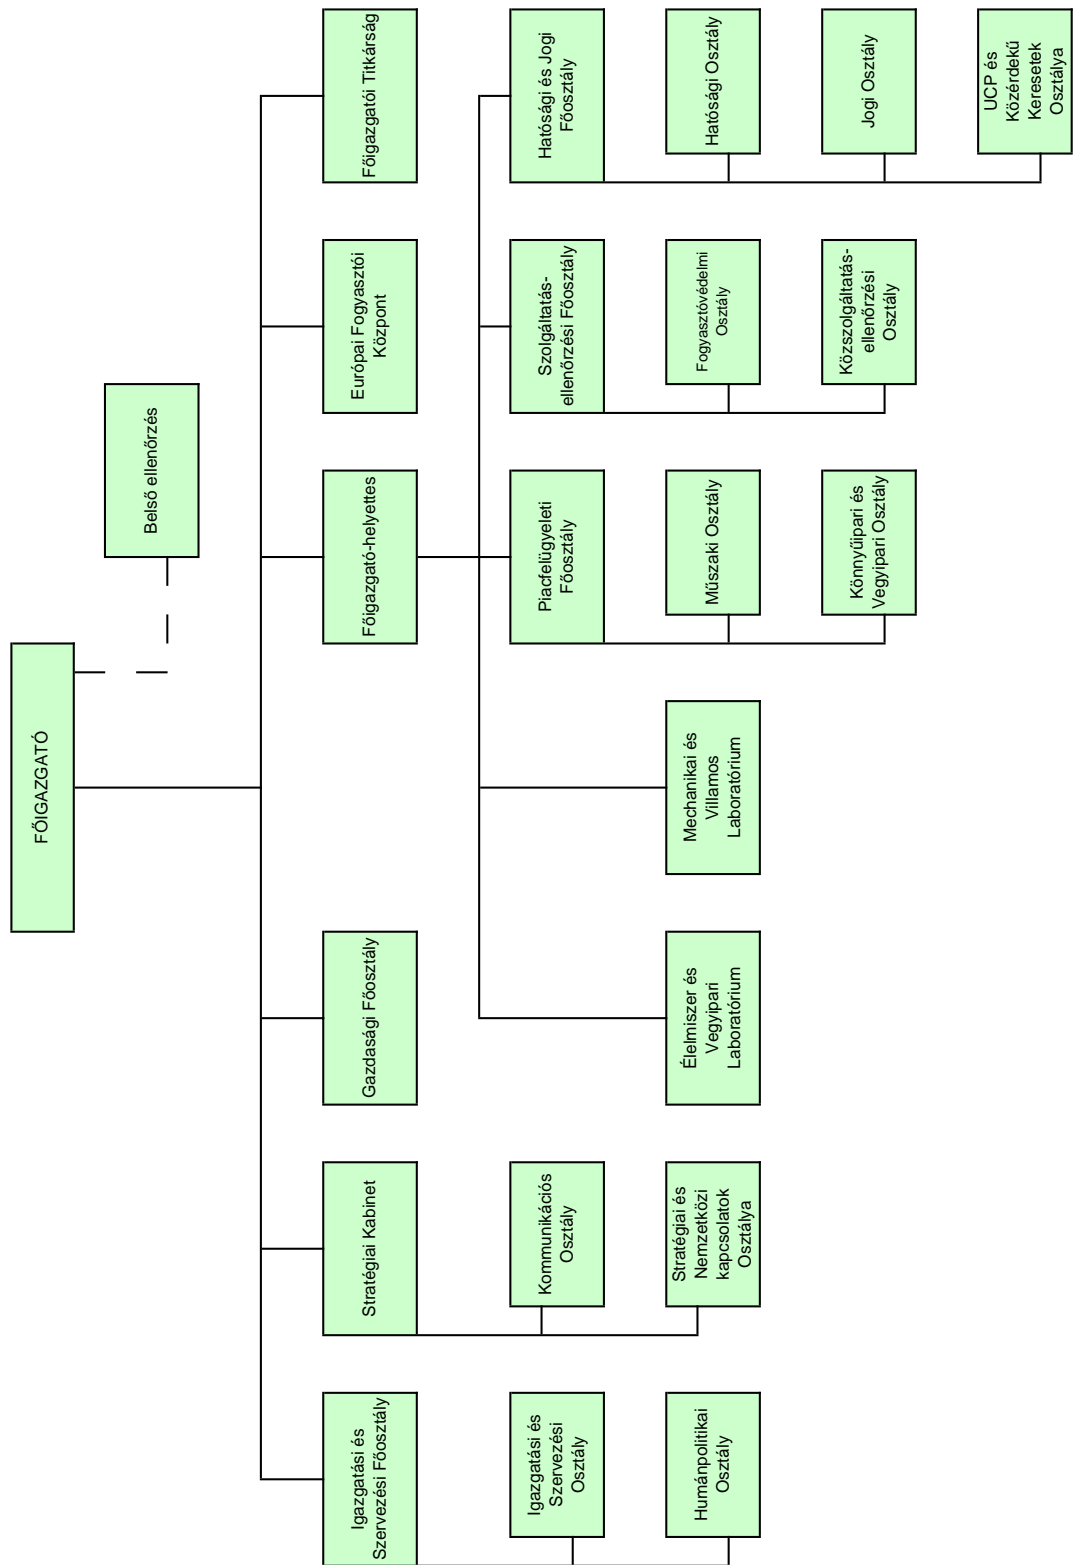 FŐIGAZGATÓ
Belső ellenőrzés
Igazgatási és
Szervezési Főosztály
Stratégiai Kabinet
Gazdasági Főosztály
Főigazgató-helyettes
Európai Fogyasztói
Központ
Főigazgatói Titkárság
Igazgatási és
Szervezési
Osztály
Kommunikációs
Osztály
Piacfelügyeleti
Főosztály
Szolgáltatás-
ellenőrzési Főosztály
Hatósági és Jogi
Főosztály
Humánpolitikai
Osztály
Stratégiai és
Nemzetközi
kapcsolatok
Osztálya
Élelmiszer és
Vegyipari
Laboratórium
Mechanikai és
Villamos
Laboratórium
Műszaki Osztály
Fogyasztóvédelmi
Osztály
Hatósági Osztály
Könnyűipari és
Vegyipari Osztály
Közszolgáltatás-
ellenőrzési
Osztály
Jogi Osztály
UCP és
Közérdekű
Keresetek
Osztálya